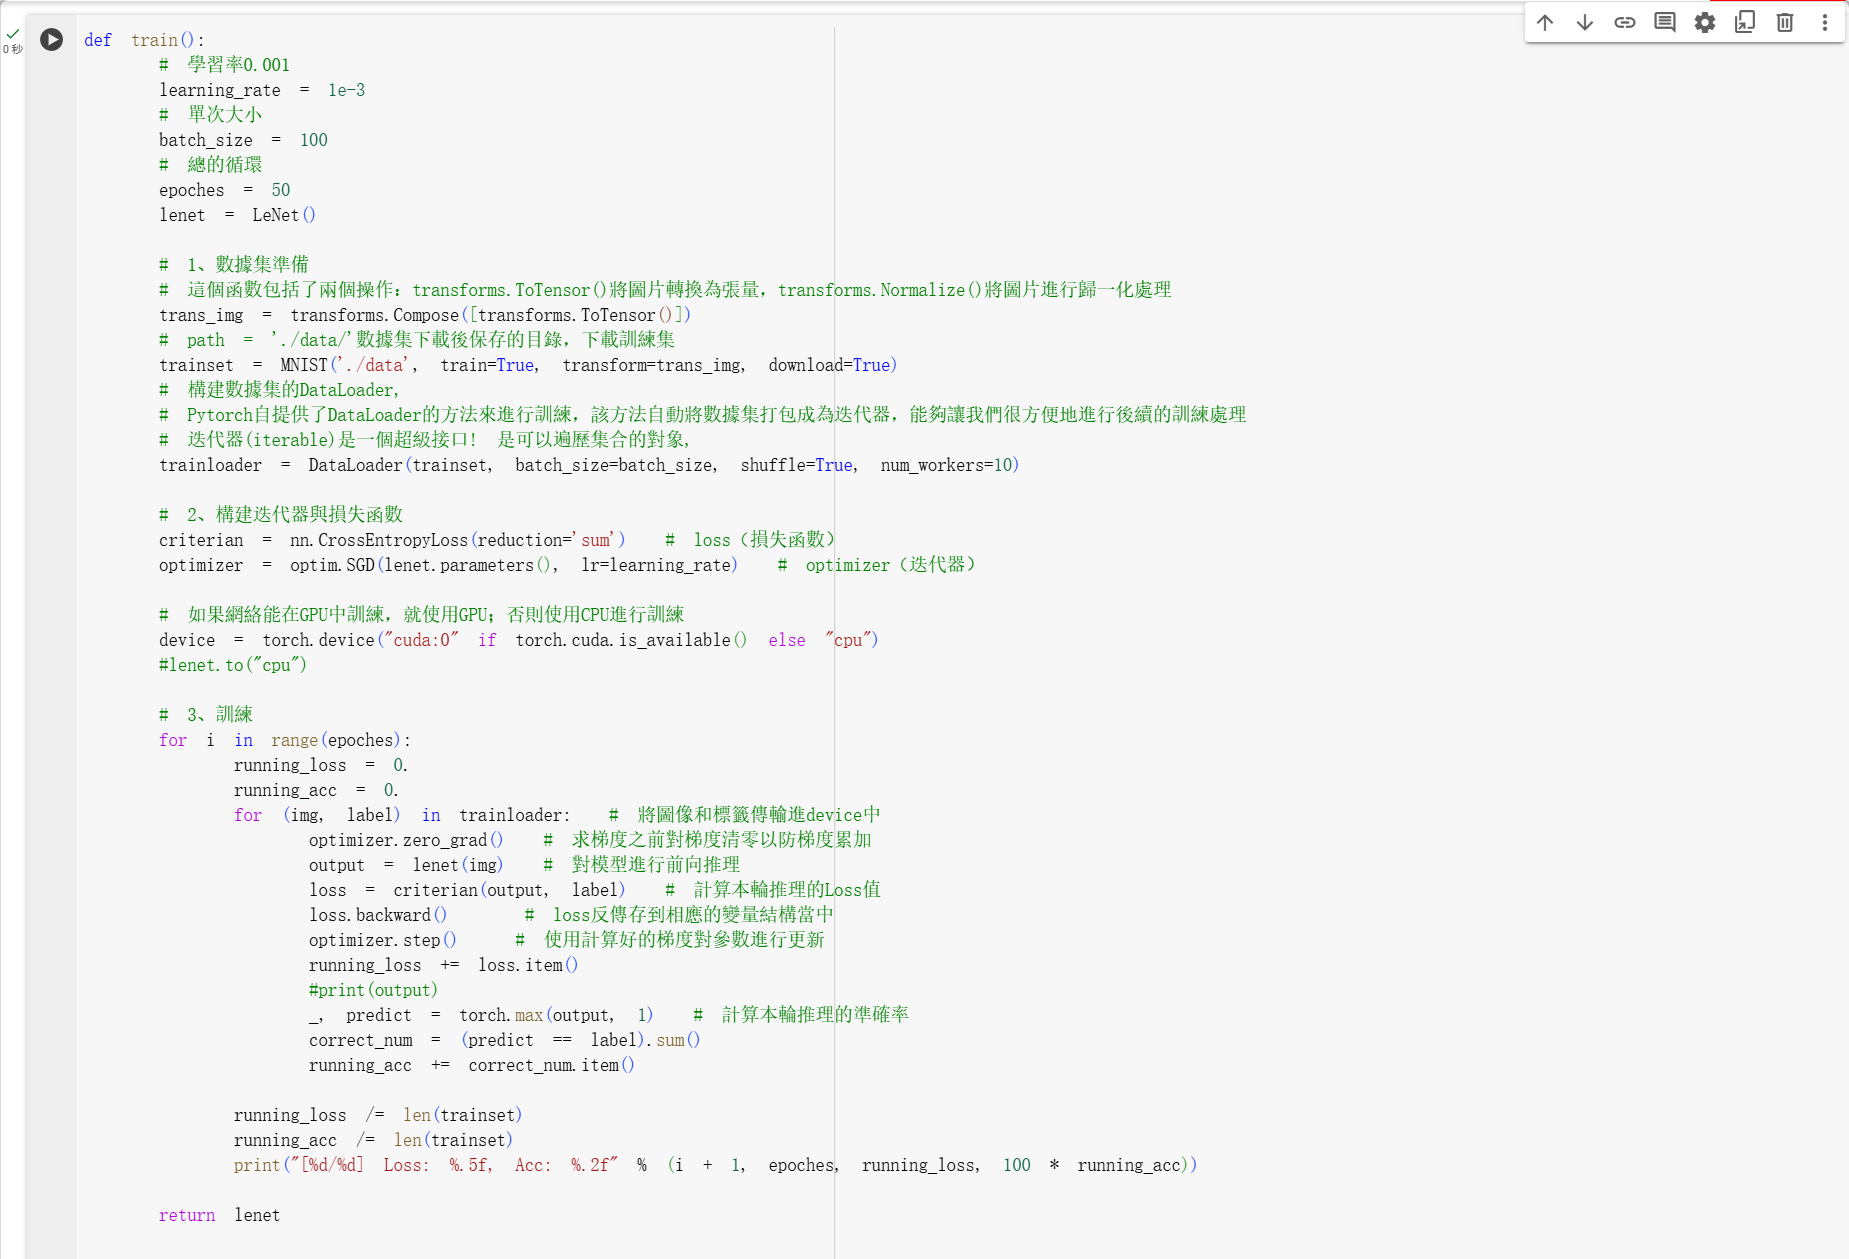 0 秒
def train():
# 學習率0.001
learning_rate = 1e-3
# 單次大小
batch_size = 100
# 總的循環
epoches = 50
lenet = LeNet()
# 1、數據集準備
# 這個函數包括了兩個操作：transforms.ToTensor()將圖片轉換為張量，transforms.Normalize()將圖片進行歸一化處理
trans_img = transforms.Compose([transforms.ToTensor()])
# path = './data/'數據集下載後保存的目錄，下載訓練集
trainset = MNIST('./data', train=True, transform=trans_img, download=True)
# 構建數據集的DataLoader,
# Pytorch自提供了DataLoader的方法來進行訓練，該方法自動將數據集打包成為迭代器，能夠讓我們很方便地進行後續的訓練處理
# 迭代器(iterable)是一個超級接口! 是可以遍歷集合的對象,
trainloader = DataLoader(trainset, batch_size=batch_size, shuffle=True, num_workers=10)
# 2、構建迭代器與損失函數
criterian = nn.CrossEntropyLoss(reduction='sum') # loss（損失函數）
optimizer = optim.SGD(lenet.parameters(), lr=learning_rate) # optimizer（迭代器）
# 如果網絡能在GPU中訓練，就使用GPU；否則使用CPU進行訓練
device = torch.device("cuda:0" if torch.cuda.is_available() else "cpu")
#lenet.to("cpu")
# 3、訓練
for i in range(epoches):
running_loss = 0.
running_acc = 0.
for (img, label) in trainloader: # 將圖像和標籤傳輸進device中
optimizer.zero_grad() # 求梯度之前對梯度清零以防梯度累加
output = lenet(img) # 對模型進行前向推理
loss = criterian(output, label) # 計算本輪推理的Loss值
loss.backward() # loss反傳存到相應的變量結構當中
optimizer.step() # 使用計算好的梯度對參數進行更新
running_loss += loss.item()
#print(output)
_, predict = torch.max(output, 1) # 計算本輪推理的準確率
correct_num = (predict == label).sum()
running_acc += correct_num.item()
running_loss /= len(trainset)
running_acc /= len(trainset)
print("[%d/%d] Loss: %.5f, Acc: %.2f" % (i + 1, epoches, running_loss, 100 * running_acc))
return lenet